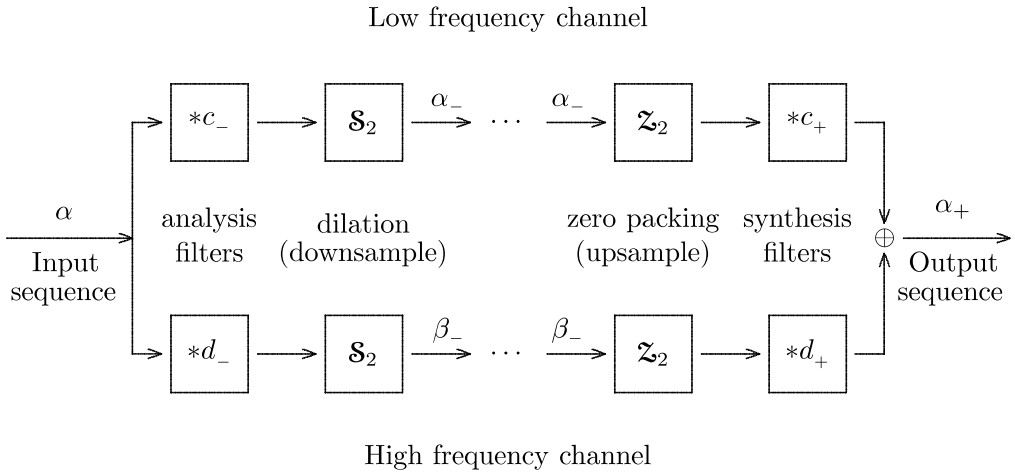 Low frequency channel
∗c₋ 𝓢₂ α₋ ⋯ α₋ 𝓩₂ ∗c₊
α analysis dilation zero packing synthesis α₊
filters (downsample) (upsample) filters ⊕
Input Output
sequence sequence
∗d₋ 𝓢₂ β₋ ⋯ β₋ 𝓩₂ ∗d₊
High frequency channel